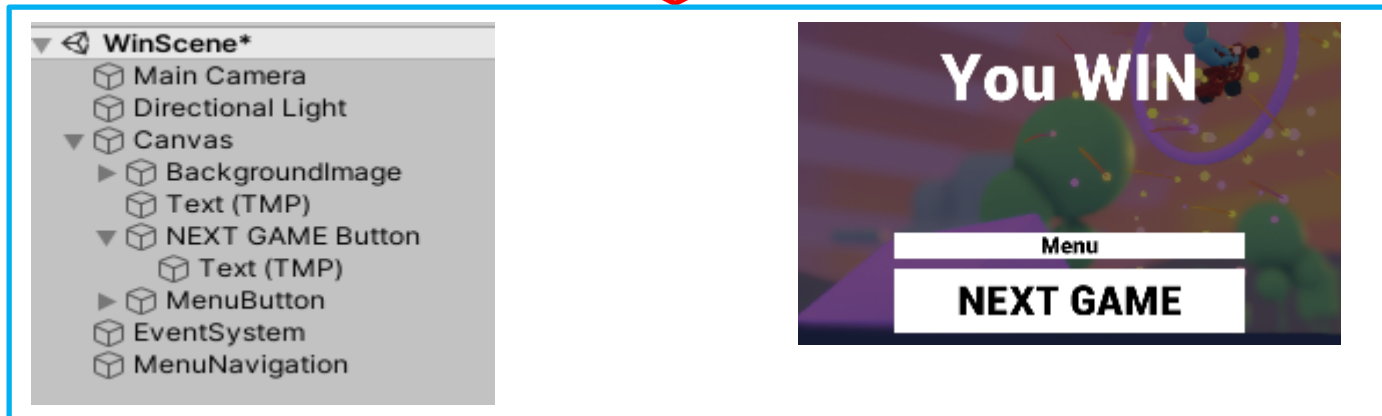 WinScene*
Main Camera
Directional Light
Canvas
BackgroundImage
Text (TMP)
NEXT GAME Button
Text (TMP)
MenuButton
EventSystem
MenuNavigation
You WIN
Menu
NEXT GAME